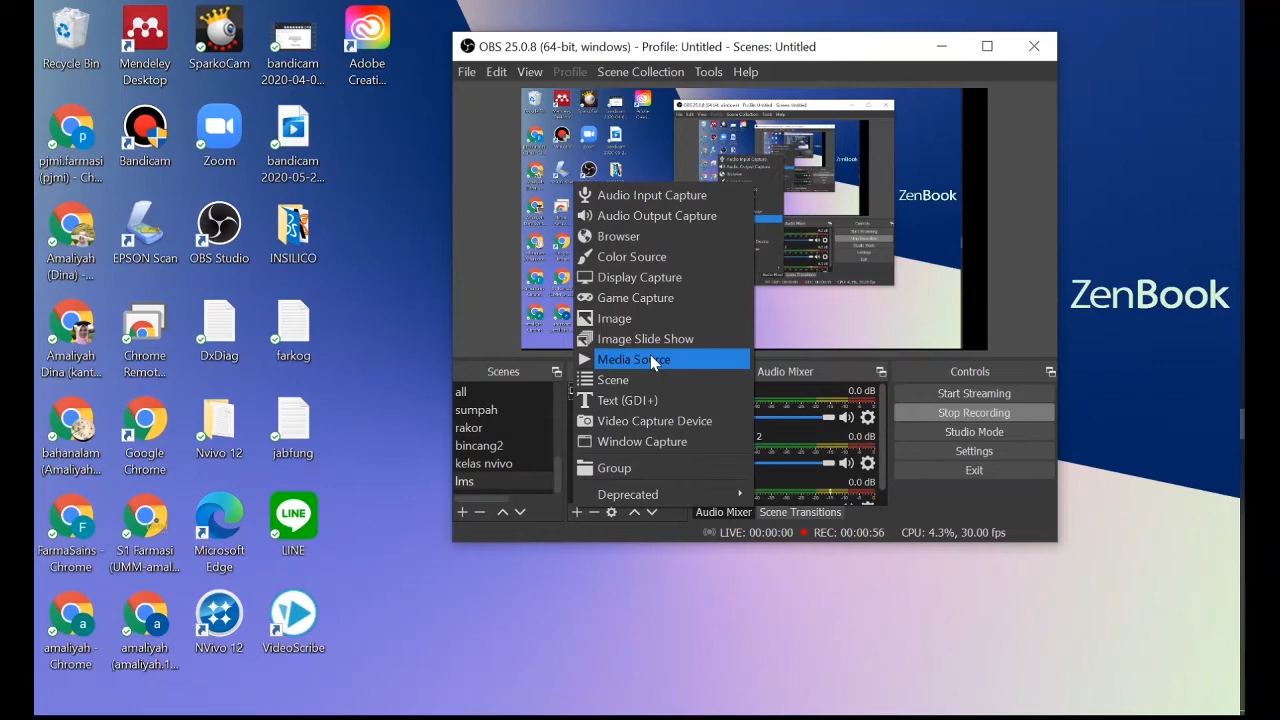 Recycle Bin
Mendeley
Desktop
SparkoCam
bandicam
2020-04-0...
Adobe
Creati...
pjmi.farmasi
(pjmi) - Ch...
Bandicam
Zoom
bandicam
2020-05-2...
Amaliyah
(Dina) -...
EPSON Scan
OBS Studio
INSILICO
Amaliyah
Dina (kant...
Chrome
Remot...
DxDiag
farkog
(Amaliyah...
Google
Chrome
Nvivo 12
jabfung
FarmaSains -
Chrome
S1 Farmasi
(UMM-amal...
Microsoft
Edge
LINE
amaliyah -
Chrome
amaliyah
(amaliyah.1...
NVivo 12
VideoScribe
OBS 25.0.8 (64-bit, windows) - Profile: Untitled - Scenes: Untitled
File Edit View Profile Scene Collection Tools Help
ZenBook
Audio Input Capture
Audio Output Capture
Browser
Color Source
Display Capture
Game Capture
Image
Image Slide Show
Media Source
Scene
Text (GDI+)
Video Capture Device
Window Capture
Group
Deprecated
Scenes
all
sumpah
rakor
bincang2
kelas nvivo
lms
Audio Mixer
0.0 dB
2 0.0 dB
0.0 dB
Audio Mixer Scene Transitions
Controls
Start Streaming
Stop Recording
Studio Mode
Settings
Exit
LIVE: 00:00:00 REC: 00:00:56 CPU: 4.3%, 30.00 fps
ZenBook